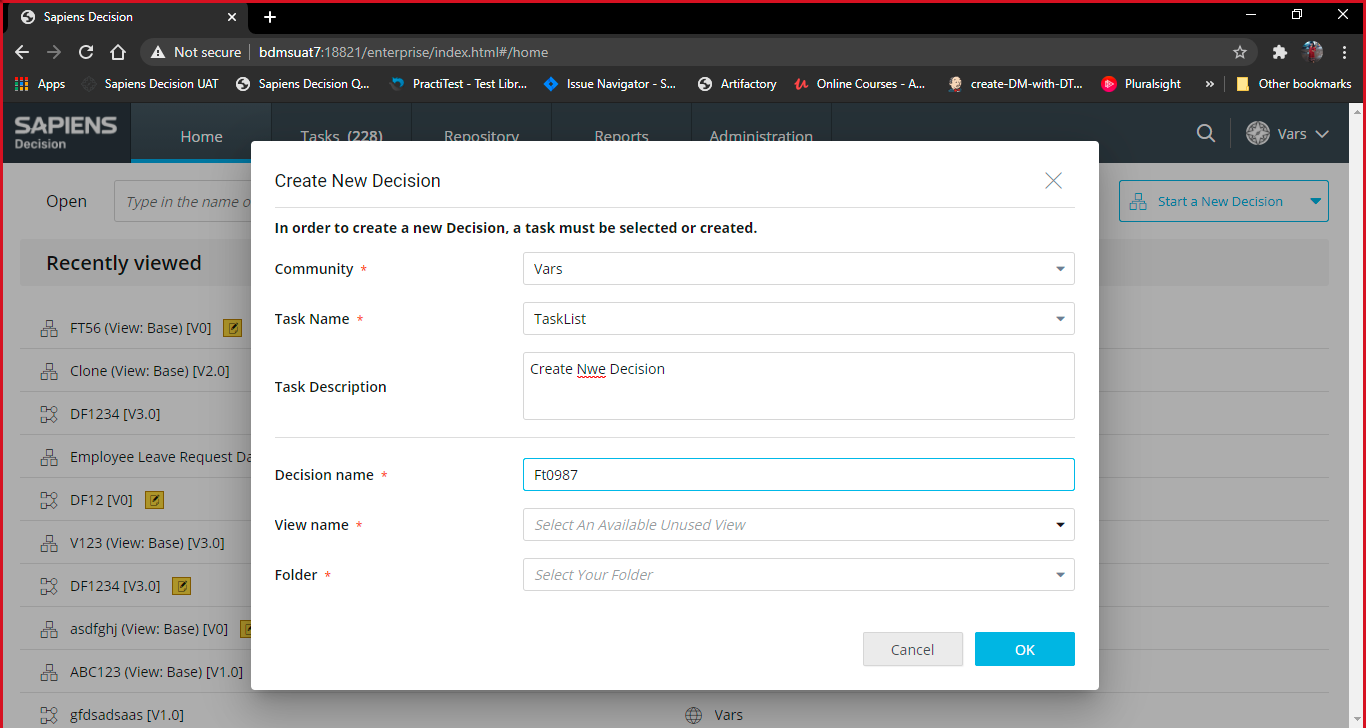 Sapiens Decision
Not secure bdmsuat7:18821/enterprise/index.html#/home
Apps Sapiens Decision UAT Sapiens Decision Q... PractiTest - Test Libr... Issue Navigator - S... Artifactory Online Courses - A... create-DM-with-DT... Pluralsight » Other bookmarks
SAPIENS
Decision
Home Tasks (228) Repository Reports Administration Vars
Open Type in the name o Start a New Decision
Recently viewed
FT56 (View: Base) [V0]
Clone (View: Base) [V2.0]
DF1234 [V3.0]
Employee Leave Request Da
DF12 [V0]
V123 (View: Base) [V3.0]
DF1234 [V3.0]
asdfghj (View: Base) [V0]
ABC123 (View: Base) [V1.0]
gfdsadsaas [V1.0] Vars
Create New Decision
In order to create a new Decision, a task must be selected or created.
Community * Vars
Task Name * TaskList
Task Description Create Nwe Decision
Decision name * Ft0987
View name * Select An Available Unused View
Folder * Select Your Folder
Cancel OK